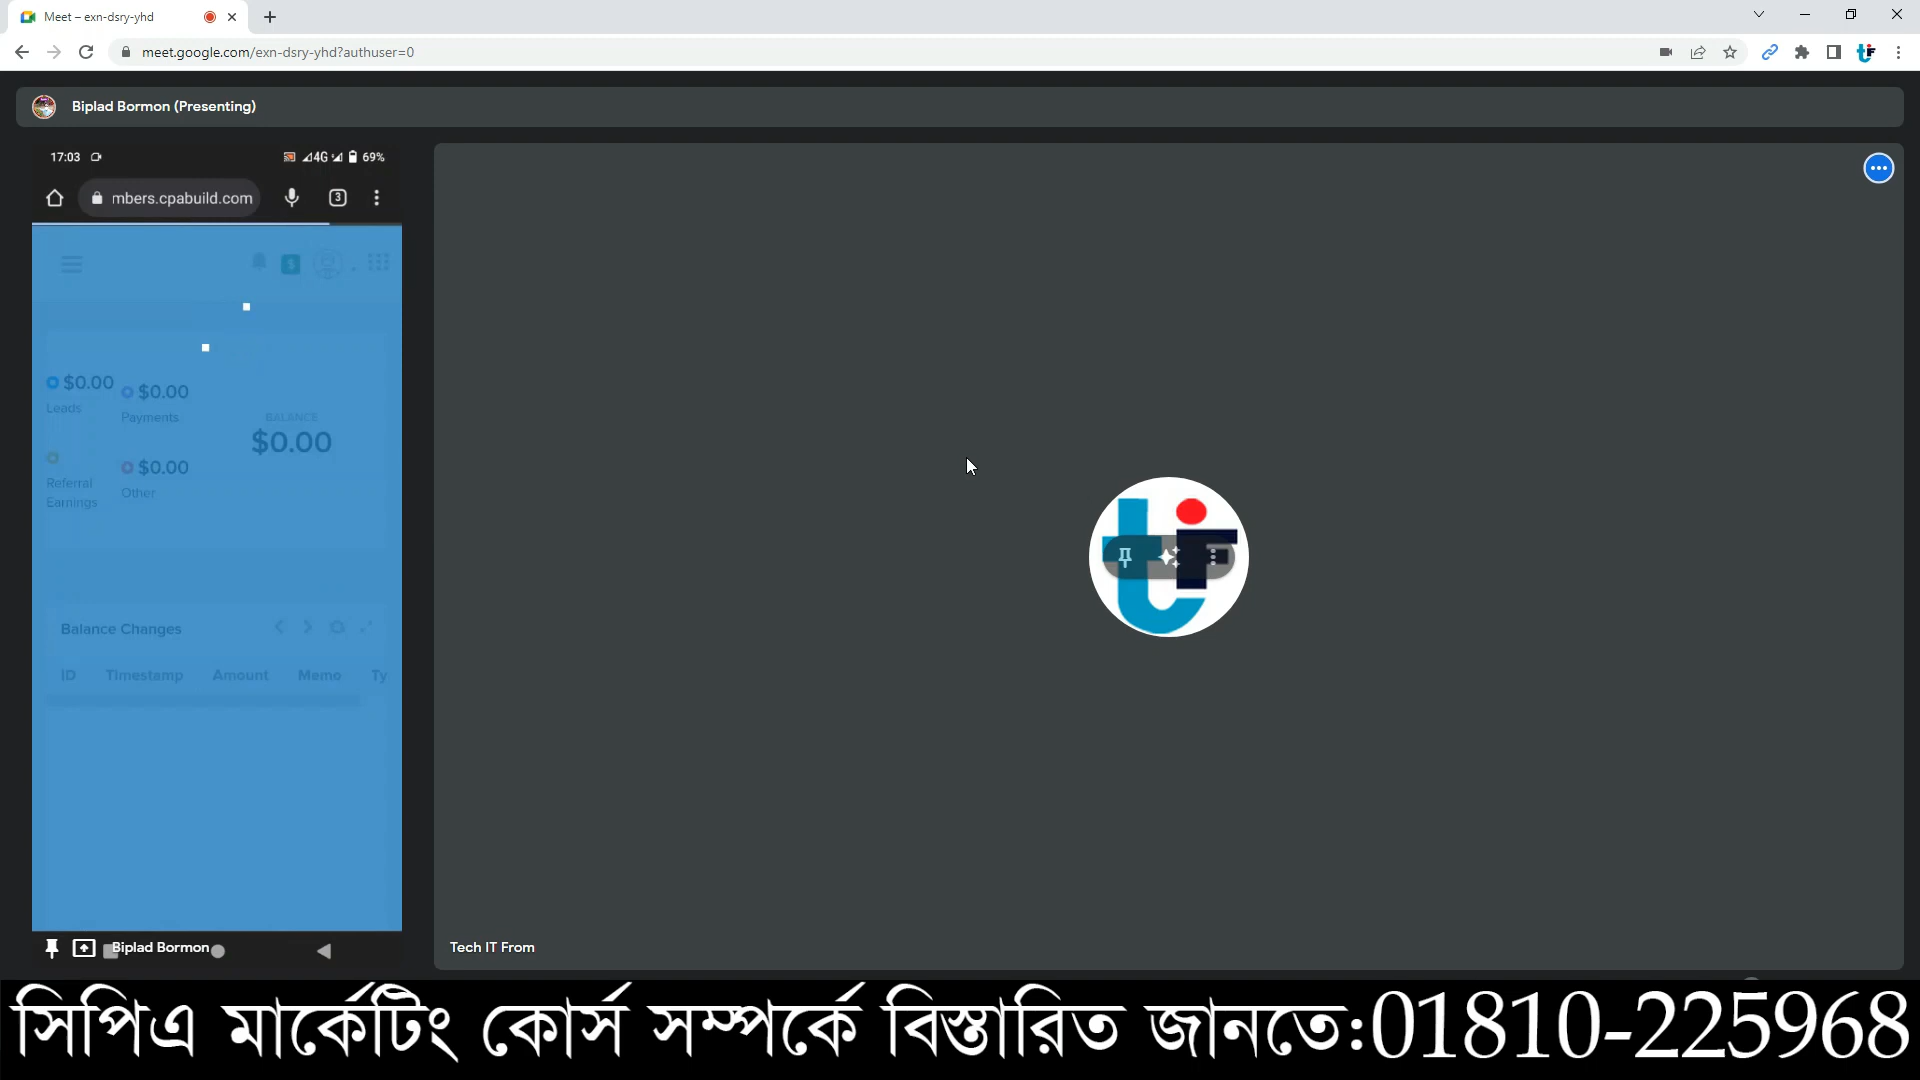 Meet – exn-dsry-yhd
meet.google.com/exn-dsry-yhd?authuser=0
Biplad Bormon (Presenting)
17:03
4G
69%
mbers.cpabuild.com
3
$
$0.00
$0.00
Leads
Payments
BALANCE
$0.00
$0.00
Referral
Earnings
Other
Balance Changes
ID Timestamp Amount Memo Ty
Biplad Bormon
Tech IT From
সিপিএ মার্কেটিং কোর্স সম্পর্কে বিস্তারিত জানতে:01810-225968